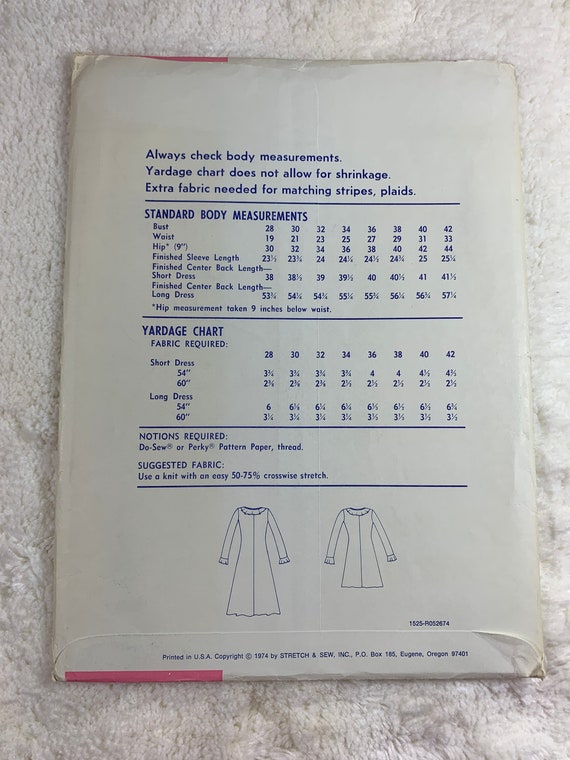 Always check body measurements.
Yardage chart does not allow for shrinkage.
Extra fabric needed for matching stripes, plaids.
STANDARD BODY MEASUREMENTS
Bust 28 30 32 34 36 38 40 42
Waist 19 21 23 25 27 29 31 33
Hip* (9") 30 32 34 36 38 40 42 44
Finished Sleeve Length 23½ 23¾ 24 24¼ 24½ 24¾ 25 25¼
Finished Center Back Length—
Short Dress 38 38½ 39 39½ 40 40½ 41 41½
Finished Center Back Length—
Long Dress 53¾ 54¼ 54¾ 55¼ 55¾ 56¼ 56¾ 57¼
*Hip measurement taken 9 inches below waist.
YARDAGE CHART
FABRIC REQUIRED:
28 30 32 34 36 38 40 42
Short Dress
54" 4 4
60"
Long Dress
54" 6
60"
NOTIONS REQUIRED:
Do-Sew® or Perky® Pattern Paper, thread.
SUGGESTED FABRIC:
Use a knit with an easy 50-75% crosswise stretch.
1525-R052674
Printed in U.S.A. Copyright © 1974 by STRETCH & SEW, INC., P.O. Box 185, Eugene, Oregon 97401